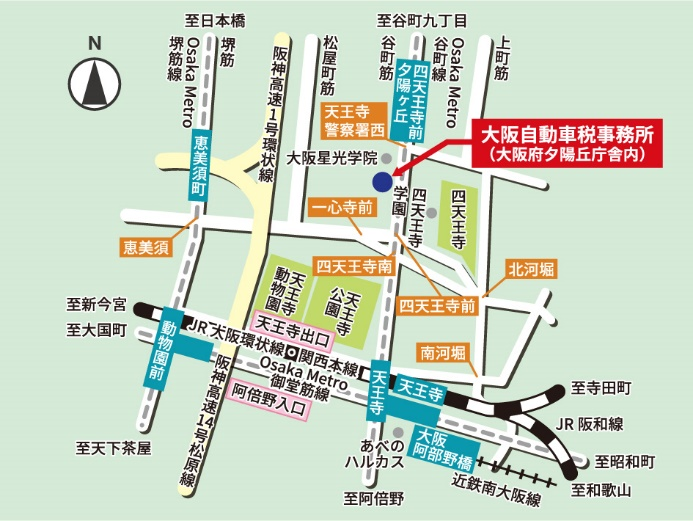 至日本橋
至谷町九丁目
N
堺筋
Osaka Metro
堺筋線
阪神高速1号環状線
松屋町筋
谷町筋
四天王寺前
夕陽ヶ丘
Osaka Metro
谷町線
上町筋
天王寺
警察署西
大阪自動車税事務所
(大阪府夕陽丘庁舎内)
大阪星光学院
恵美須町
四天王寺
学園
四天王寺
一心寺前
恵美須
四天王寺南
北河堀
天王寺
動物園
天王寺
公園
四天王寺前
至新今宮
至大国町
天王寺出口
JR大阪環状線
関西本線
南河堀
動物園前
Osaka Metro
御堂筋線
阿倍野入口
天王寺
天王寺
至寺田町
JR 阪和線
阪神高速14号松原線
至天下茶屋
あべの
ハルカス
大阪
阿部野橋
至昭和町
近鉄南大阪線
至和歌山
至阿倍野